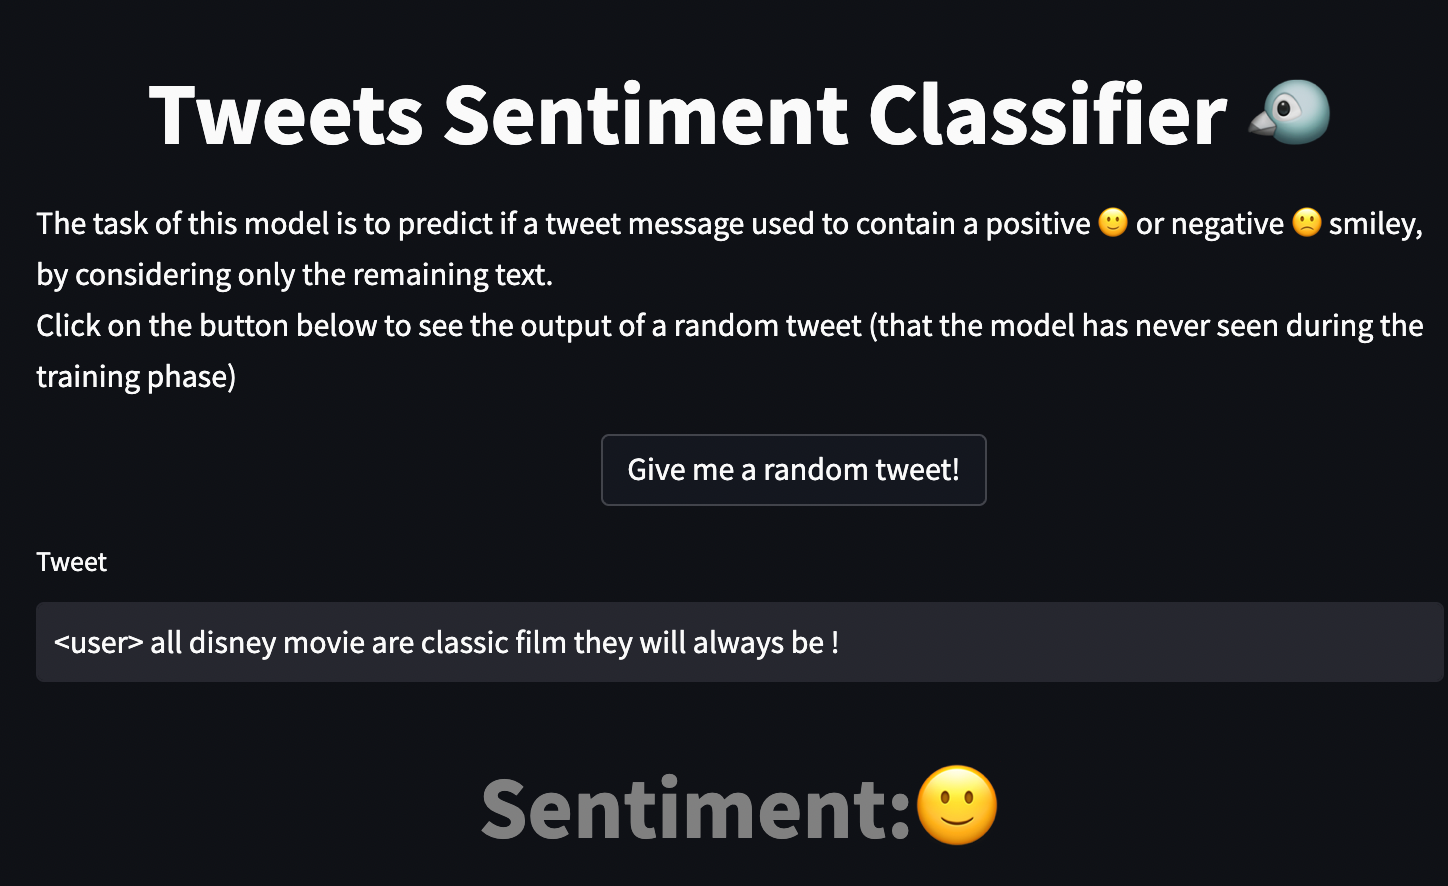 Tweets Sentiment Classifier 🐦
The task of this model is to predict if a tweet message used to contain a positive 🙂 or negative 🙁 smiley,
by considering only the remaining text.
Click on the button below to see the output of a random tweet (that the model has never seen during the
training phase)
Give me a random tweet!
Tweet
<user> all disney movie are classic film they will always be !
Sentiment:🙂